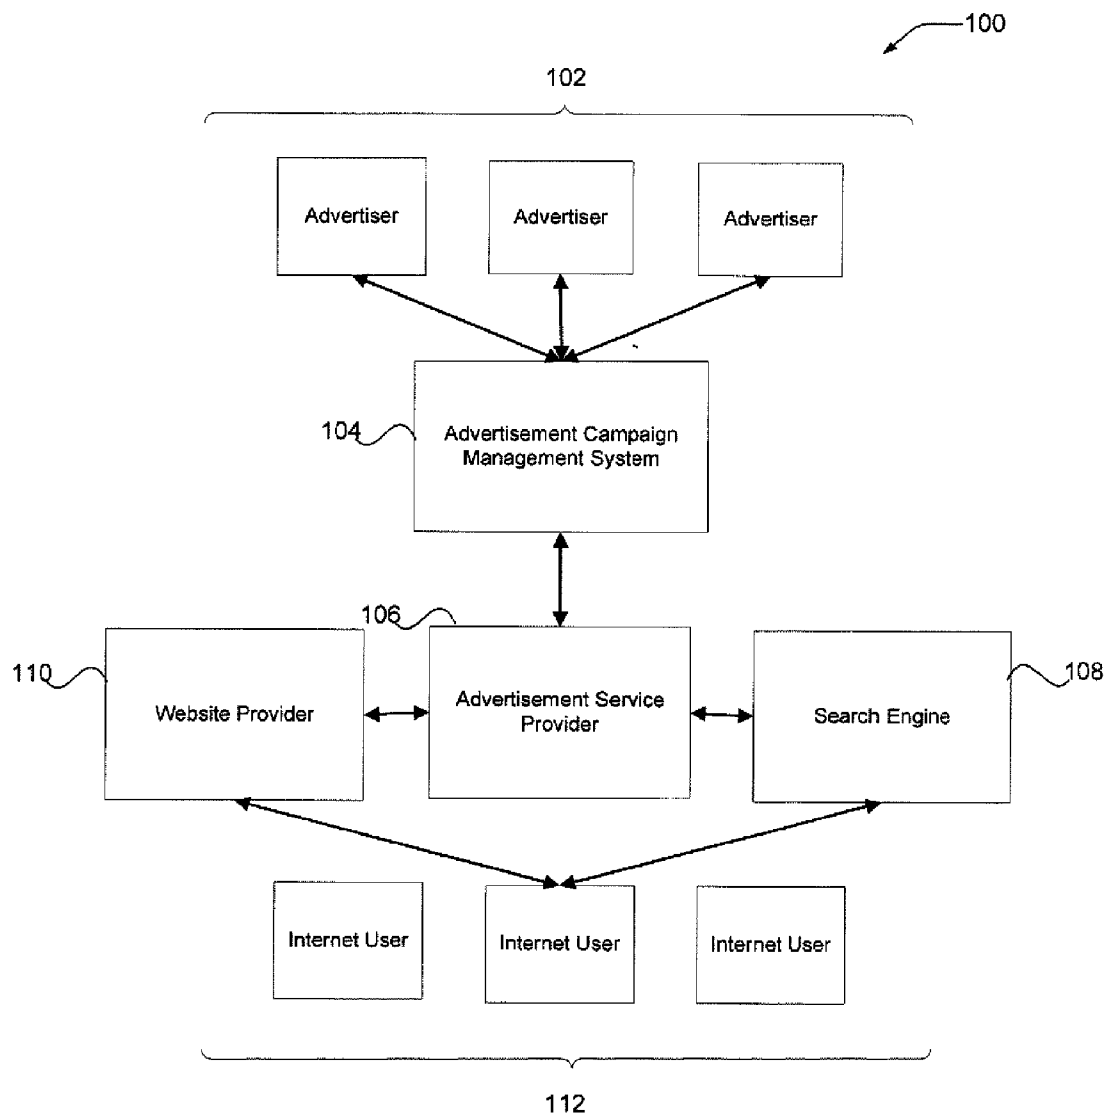 100
102
Advertiser
Advertiser
Advertiser
104
Advertisement Campaign
Management System
106
110
108
Website Provider
Advertisement Service
Provider
Search Engine
Internet User
Internet User
Internet User
112